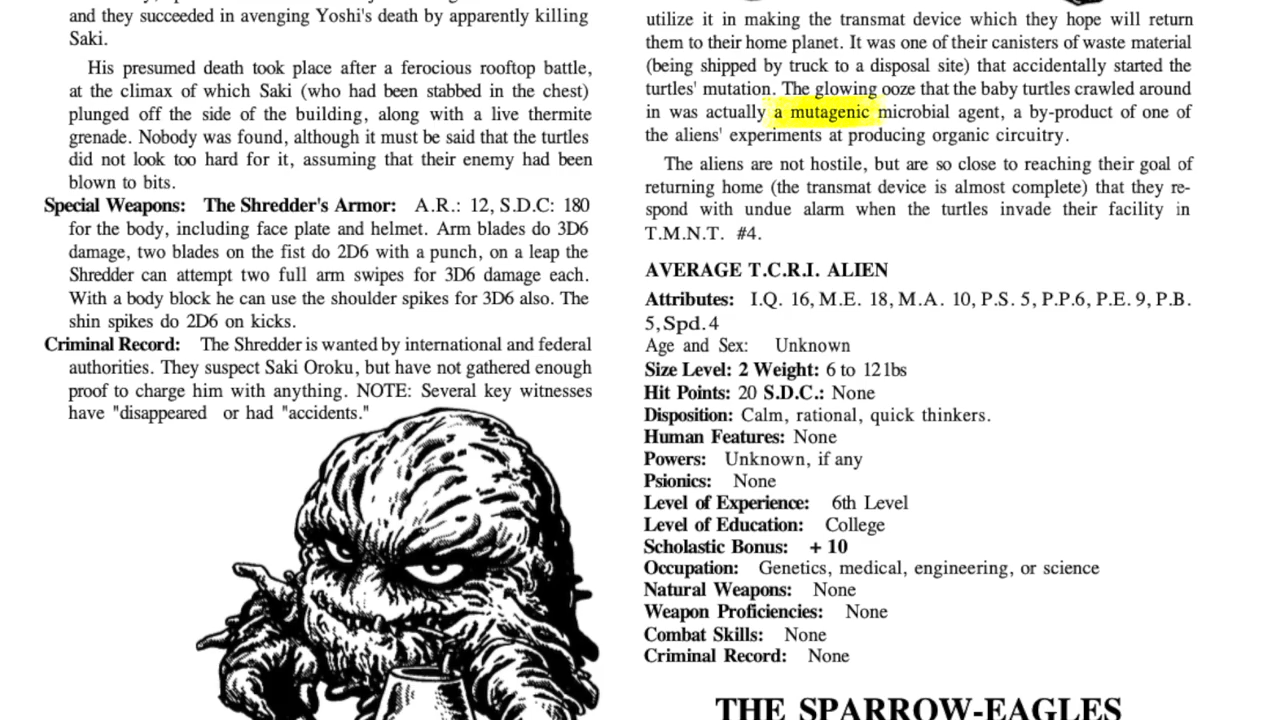 and they succeeded in avenging Yoshi's death by apparently killing
Saki.
His presumed death took place after a ferocious rooftop battle,
at the climax of which Saki (who had been stabbed in the chest)
plunged off the side of the building, along with a live thermite
grenade. Nobody was found, although it must be said that the turtles
did not look too hard for it, assuming that their enemy had been
blown to bits.
Special Weapons: The Shredder's Armor: A.R.: 12, S.D.C: 180
for the body, including face plate and helmet. Arm blades do 3D6
damage, two blades on the fist do 2D6 with a punch, on a leap the
Shredder can attempt two full arm swipes for 3D6 damage each.
With a body block he can use the shoulder spikes for 3D6 also. The
shin spikes do 2D6 on kicks.
Criminal Record: The Shredder is wanted by international and federal
authorities. They suspect Saki Oroku, but have not gathered enough
proof to charge him with anything. NOTE: Several key witnesses
have "disappeared or had "accidents."
utilize it in making the transmat device which they hope will return
them to their home planet. It was one of their canisters of waste material
(being shipped by truck to a disposal site) that accidentally started the
turtles' mutation. The glowing ooze that the baby turtles crawled around
in was actually a mutagenic microbial agent, a by-product of one of
the aliens' experiments at producing organic circuitry.
The aliens are not hostile, but are so close to reaching their goal of
returning home (the transmat device is almost complete) that they re-
spond with undue alarm when the turtles invade their facility in
T.M.N.T. #4.
AVERAGE T.C.R.I. ALIEN
Attributes: I.Q. 16, M.E. 18, M.A. 10, P.S. 5, P.P.6, P.E. 9, P.B.
5, Spd. 4
Age and Sex: Unknown
Size Level: 2 Weight: 6 to 12 lbs
Hit Points: 20 S.D.C.: None
Disposition: Calm, rational, quick thinkers.
Human Features: None
Powers: Unknown, if any
Psionics: None
Level of Experience: 6th Level
Level of Education: College
Scholastic Bonus: + 10
Occupation: Genetics, medical, engineering, or science
Natural Weapons: None
Weapon Proficiencies: None
Combat Skills: None
Criminal Record: None
THE SPARROW-EAGLES